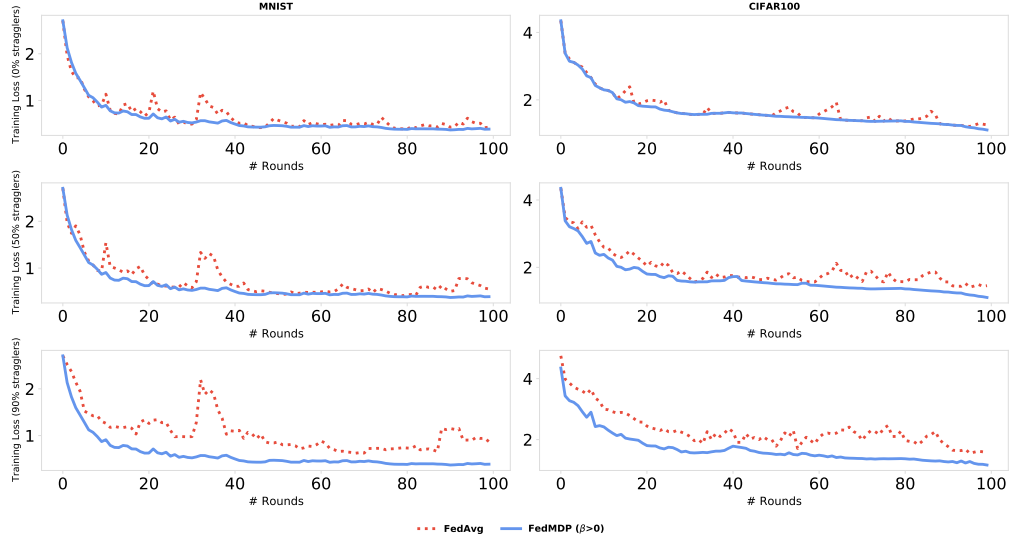 MNIST
CIFAR100
Training Loss (0% stragglers)
2
1
0 20 40 60 80 100
# Rounds
4
2
0 20 40 60 80 100
# Rounds
Training Loss (50% stragglers)
2
1
0 20 40 60 80 100
# Rounds
4
2
0 20 40 60 80 100
# Rounds
Training Loss (90% stragglers)
2
1
0 20 40 60 80 100
# Rounds
4
2
0 20 40 60 80 100
# Rounds
FedAvg
FedMDP (β>0)